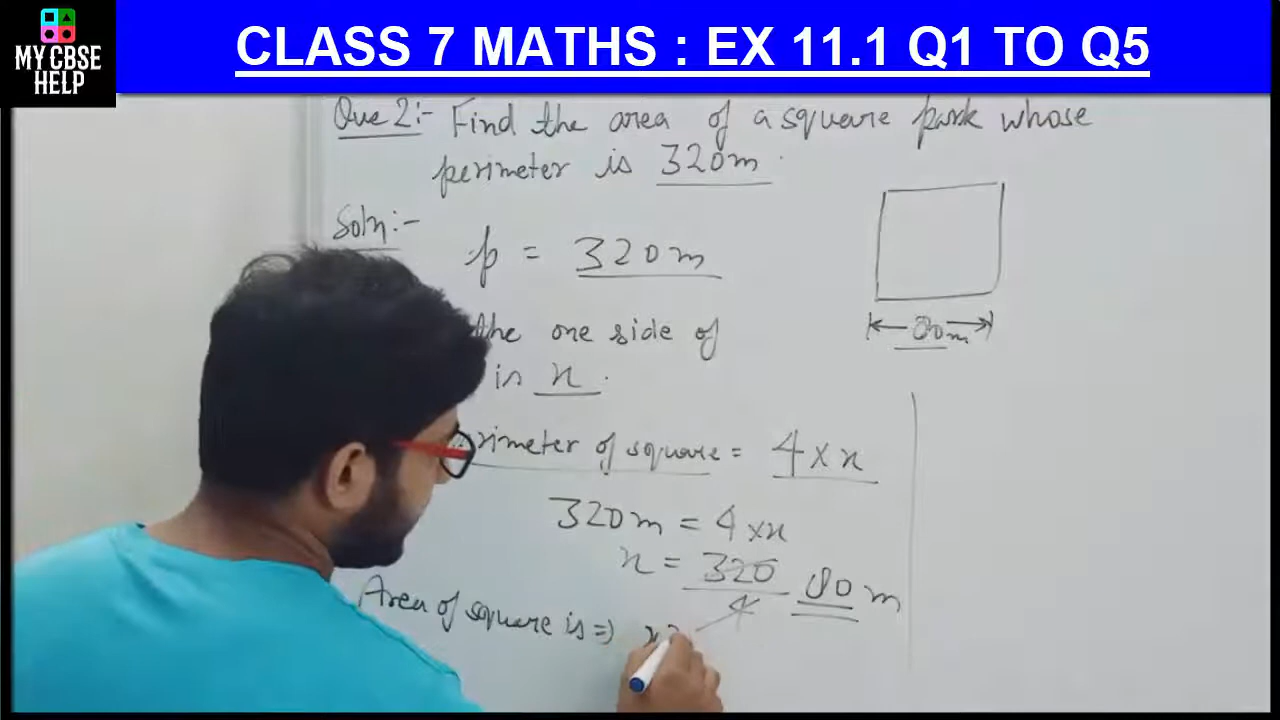 MY CBSE
HELP
CLASS 7 MATHS : EX 11.1 Q1 TO Q5
Que 2:- Find the area of a square park whose
perimeter is 320m.
Soln:-
p = 320m
80m
the one side of
is x.
rimeter of square = 4 × x
320m = 4 × x
x = 320/4 80 m
Area of square is ⇒ x